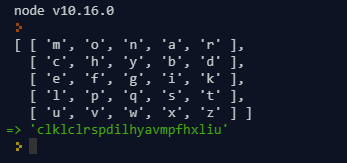 node v10.16.0
>
[ [ 'm', 'o', 'n', 'a', 'r' ],
  [ 'c', 'h', 'y', 'b', 'd' ],
  [ 'e', 'f', 'g', 'i', 'k' ],
  [ 'l', 'p', 'q', 's', 't' ],
  [ 'u', 'v', 'w', 'x', 'z' ] ]
=> 'clklclrspdilhyavmpfhxliu'
>